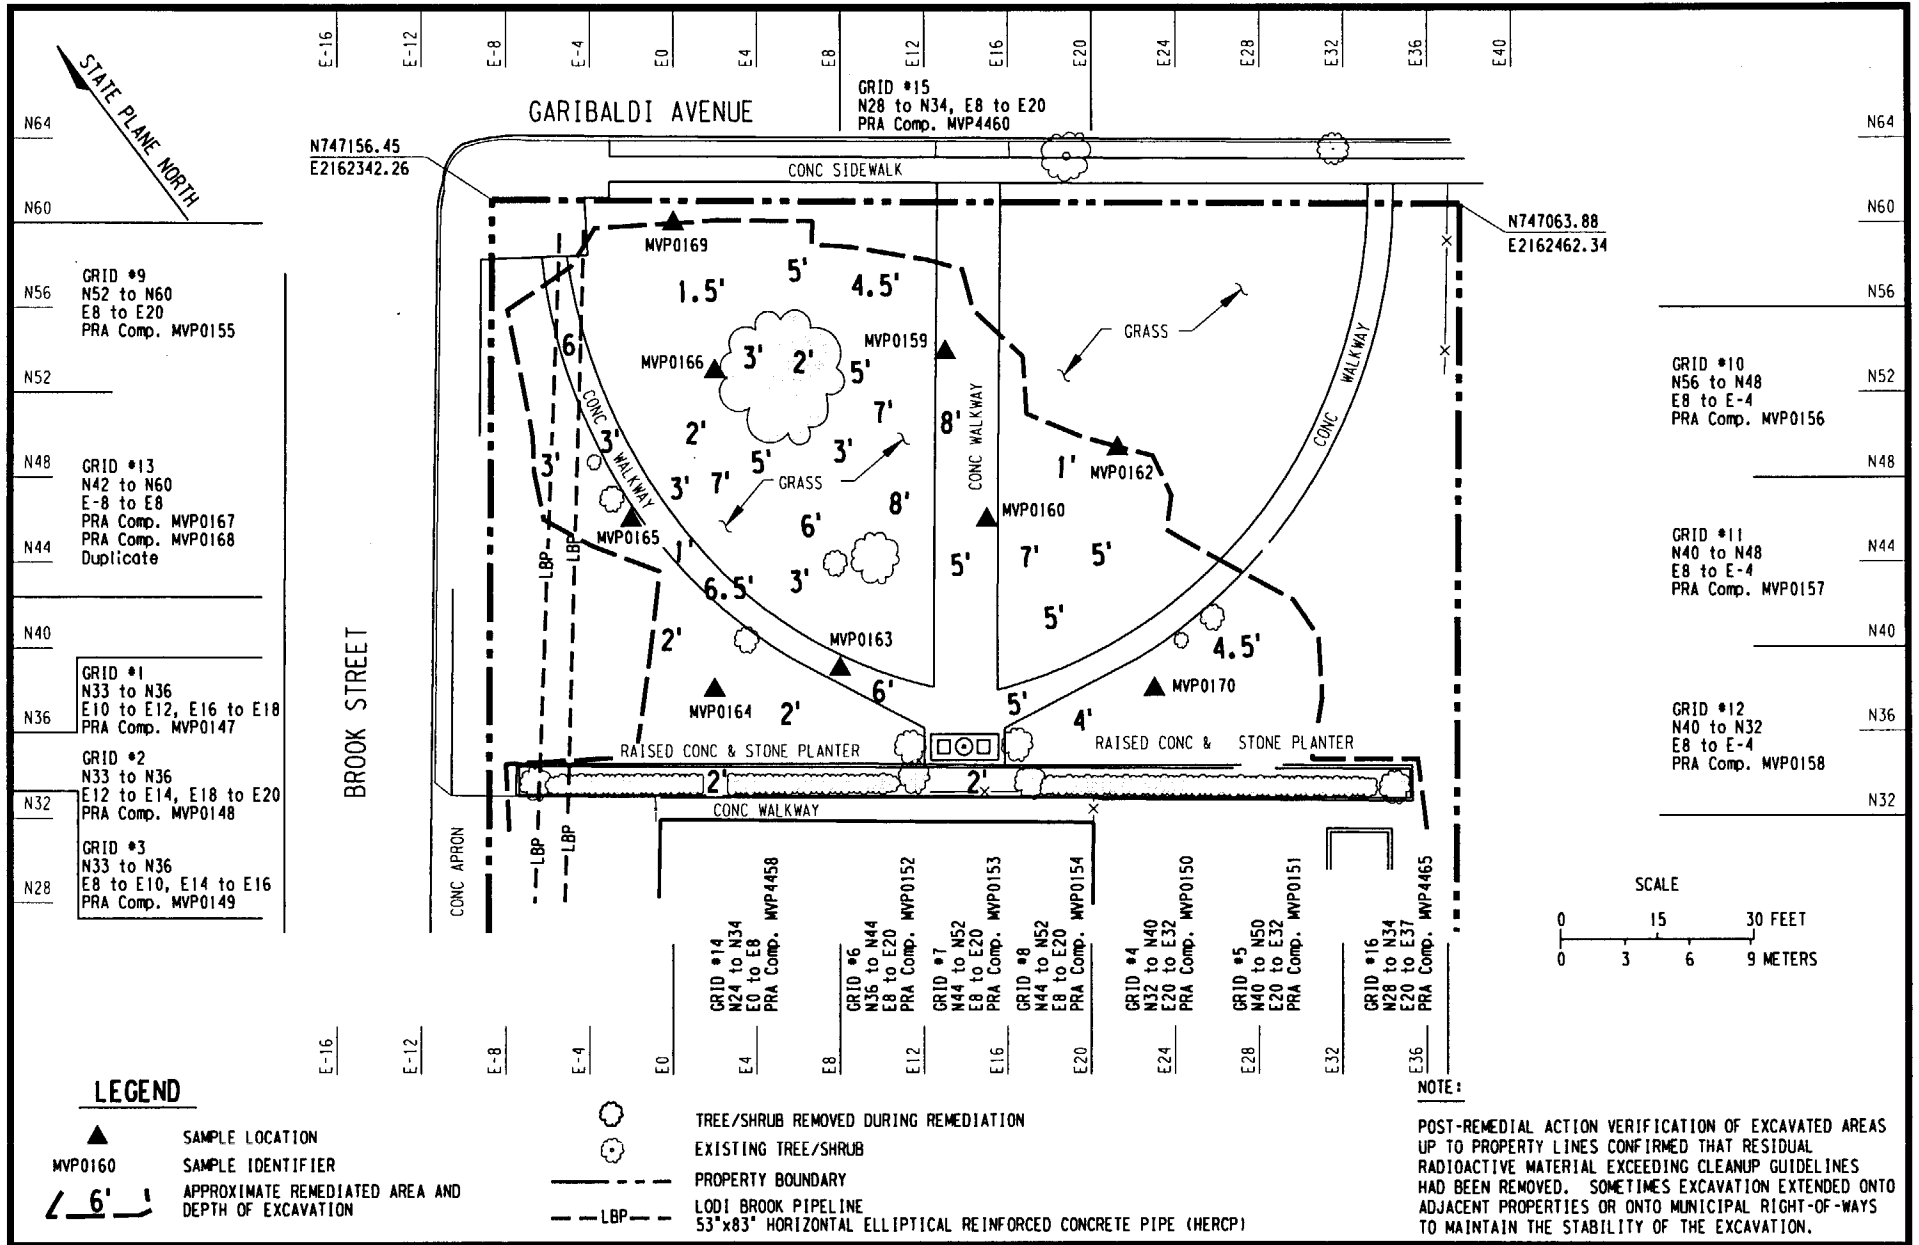 E-16
E-12
E-8
E-4
E0
E4
E8
E12
E16
E20
E24
E28
E32
E36
E40
STATE PLANE NORTH
GARIBALDI AVENUE
GRID #15
N28 to N34, E8 to E20
PRA Comp. MVP4460
N64
N64
N747156.45
E2162342.26
CONC SIDEWALK
N60
N60
N747063.88
E2162462.34
MVP0169
GRID #9
N52 to N60
E8 to E20
PRA Comp. MVP0155
N56
N56
1.5'
5'
4.5'
GRASS
6
MVP0166
3'
2'
MVP0159
5'
WALKWAY
CONC
GRID #10
N56 to N48
E8 to E-4
PRA Comp. MVP0156
N52
N52
CONC WALKWAY
7'
8'
CONC WALKWAY
2'
3'
3'
3'
5'
1'
MVP0162
N48
N48
GRID #13
N42 to N60
E-8 to E8
PRA Comp. MVP0167
PRA Comp. MVP0168
Duplicate
3'
7'
GRASS
8'
MVP0160
MVP0165
6'
N44
N44
GRID #11
N40 to N48
E8 to E-4
PRA Comp. MVP0157
LBP
LBP
1'
6.5'
3'
5'
7'
5'
5'
N40
N40
2'
MVP0163
4.5'
GRID #1
N33 to N36
E10 to E12, E16 to E18
PRA Comp. MVP0147
N36
N36
BROOK STREET
MVP0164
2'
6'
5'
4'
MVP0170
GRID #12
N40 to N32
E8 to E-4
PRA Comp. MVP0158
RAISED CONC & STONE PLANTER
RAISED CONC & STONE PLANTER
GRID #2
N33 to N36
E12 to E14, E18 to E20
PRA Comp. MVP0148
N32
N32
2'
2'
CONC WALKWAY
GRID #3
N33 to N36
E8 to E10, E14 to E16
PRA Comp. MVP0149
N28
CONC APRON
LBP
LBP
GRID #14
N24 to N34
E0 to E8
PRA Comp. MVP4458
GRID #6
N36 to N44
E8 to E20
PRA Comp. MVP0152
GRID #7
N44 to N52
E8 to E20
PRA Comp. MVP0153
GRID #8
N44 to N52
E8 to E20
PRA Comp. MVP0154
GRID #4
N32 to N40
E20 to E32
PRA Comp. MVP0150
GRID #5
N40 to N50
E20 to E32
PRA Comp. MVP0151
GRID #16
N28 to N34
E20 to E37
PRA Comp. MVP4465
SCALE
0 15 30 FEET
0 3 6 9 METERS
E-16
E-12
E-8
E-4
E0
E4
E8
E12
E16
E20
E24
E28
E32
E36
LEGEND
SAMPLE LOCATION
MVP0160 SAMPLE IDENTIFIER
6' APPROXIMATE REMEDIATED AREA AND
DEPTH OF EXCAVATION
TREE/SHRUB REMOVED DURING REMEDIATION
EXISTING TREE/SHRUB
PROPERTY BOUNDARY
LBP LODI BROOK PIPELINE
53"x83" HORIZONTAL ELLIPTICAL REINFORCED CONCRETE PIPE (HERCP)
NOTE:
POST-REMEDIAL ACTION VERIFICATION OF EXCAVATED AREAS
UP TO PROPERTY LINES CONFIRMED THAT RESIDUAL
RADIOACTIVE MATERIAL EXCEEDING CLEANUP GUIDELINES
HAD BEEN REMOVED. SOMETIMES EXCAVATION EXTENDED ONTO
ADJACENT PROPERTIES OR ONTO MUNICIPAL RIGHT-OF-WAYS
TO MAINTAIN THE STABILITY OF THE EXCAVATION.